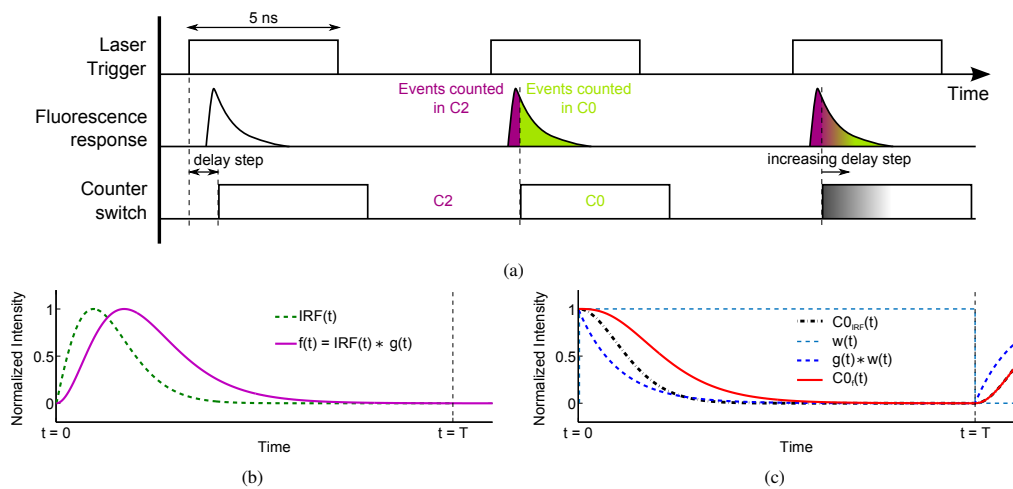 5 ns
Laser
Trigger
Time
Events counted
in C2
Events counted
in C0
Fluorescence
response
delay step
increasing delay step
Counter
switch
C2
C0
(a)
Normalized Intensity
1
0.5
0
IRF(t)
f(t) = IRF(t) * g(t)
t = 0
Time
t = T
(b)
Normalized Intensity
1
0.5
0
C0IRF(t)
w(t)
g(t) * w(t)
C0f(t)
t = 0
Time
t = T
(c)